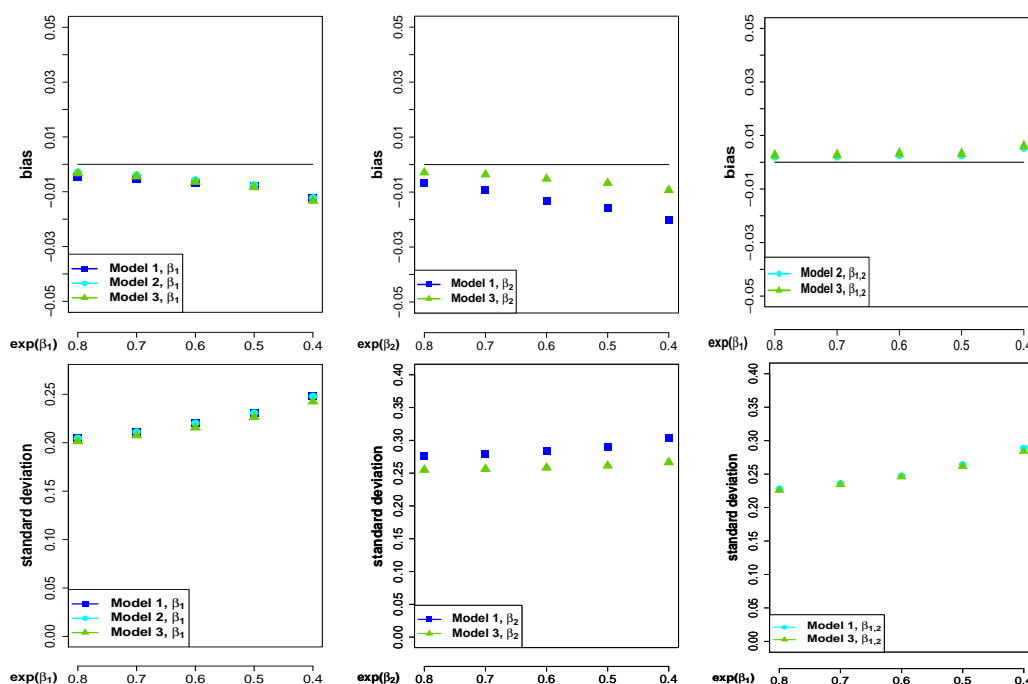 bias
0.05
0.03
0.01
−0.01
−0.03
−0.05
Model 1, β₁
Model 2, β₁
Model 3, β₁
exp(β₁)
0.8 0.7 0.6 0.5 0.4
bias
0.05
0.03
0.01
−0.01
−0.03
−0.05
Model 1, β₂
Model 3, β₂
exp(β₂)
0.8 0.7 0.6 0.5 0.4
bias
0.05
0.03
0.01
−0.01
−0.03
−0.05
Model 2, β₁,₂
Model 3, β₁,₂
exp(β₁)
0.8 0.7 0.6 0.5 0.4
standard deviation
0.25
0.20
0.15
0.10
0.05
0.00
Model 1, β₁
Model 2, β₁
Model 3, β₁
exp(β₁)
0.8 0.7 0.6 0.5 0.4
standard deviation
0.40
0.35
0.30
0.25
0.20
0.15
0.10
0.05
0.00
Model 1, β₂
Model 3, β₂
exp(β₂)
0.8 0.7 0.6 0.5 0.4
standard deviation
0.40
0.35
0.30
0.25
0.20
0.15
0.10
0.05
0.00
Model 1, β₁,₂
Model 3, β₁,₂
exp(β₁)
0.8 0.7 0.6 0.5 0.4